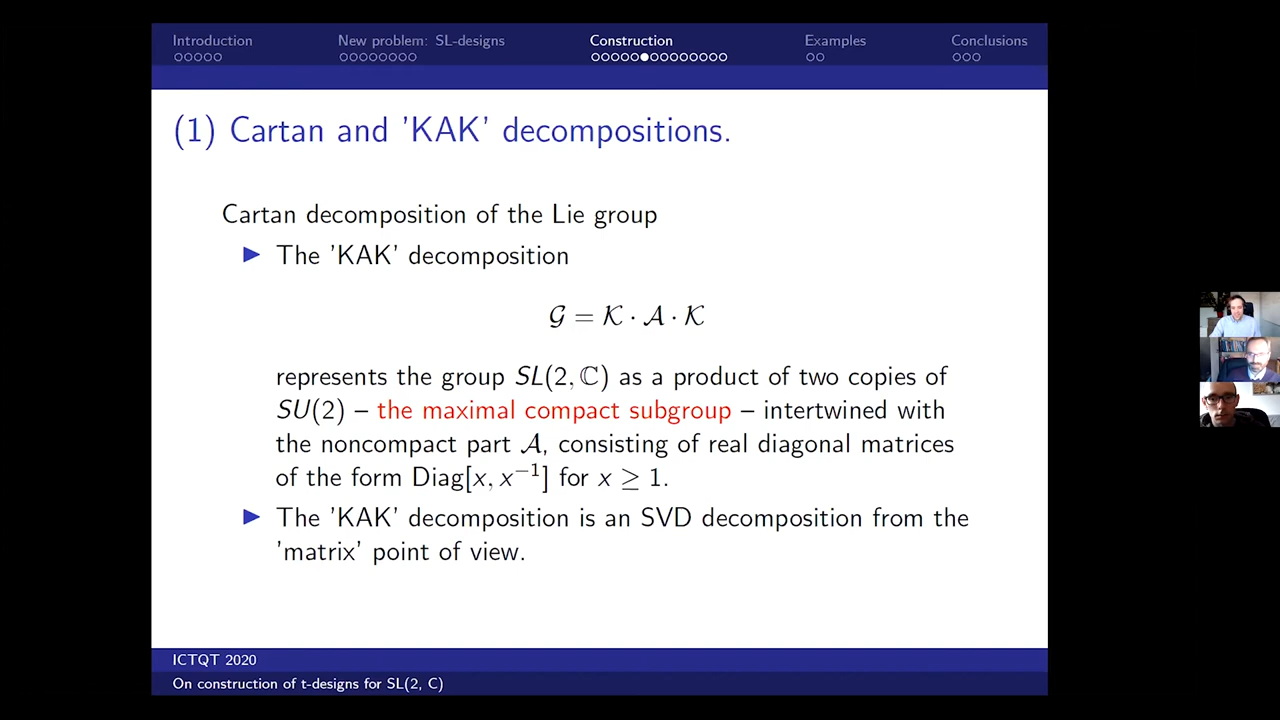 Introduction New problem: SL-designs Construction Examples Conclusions
(1) Cartan and 'KAK' decompositions.
Cartan decomposition of the Lie group
▶ The 'KAK' decomposition
𝒢 = 𝒦 · 𝒜 · 𝒦
represents the group SL(2, ℂ) as a product of two copies of
SU(2) – the maximal compact subgroup – intertwined with
the noncompact part 𝒜, consisting of real diagonal matrices
of the form Diag[x, x⁻¹] for x ≥ 1.
▶ The 'KAK' decomposition is an SVD decomposition from the
'matrix' point of view.
ICTQT 2020
On construction of t-designs for SL(2, C)